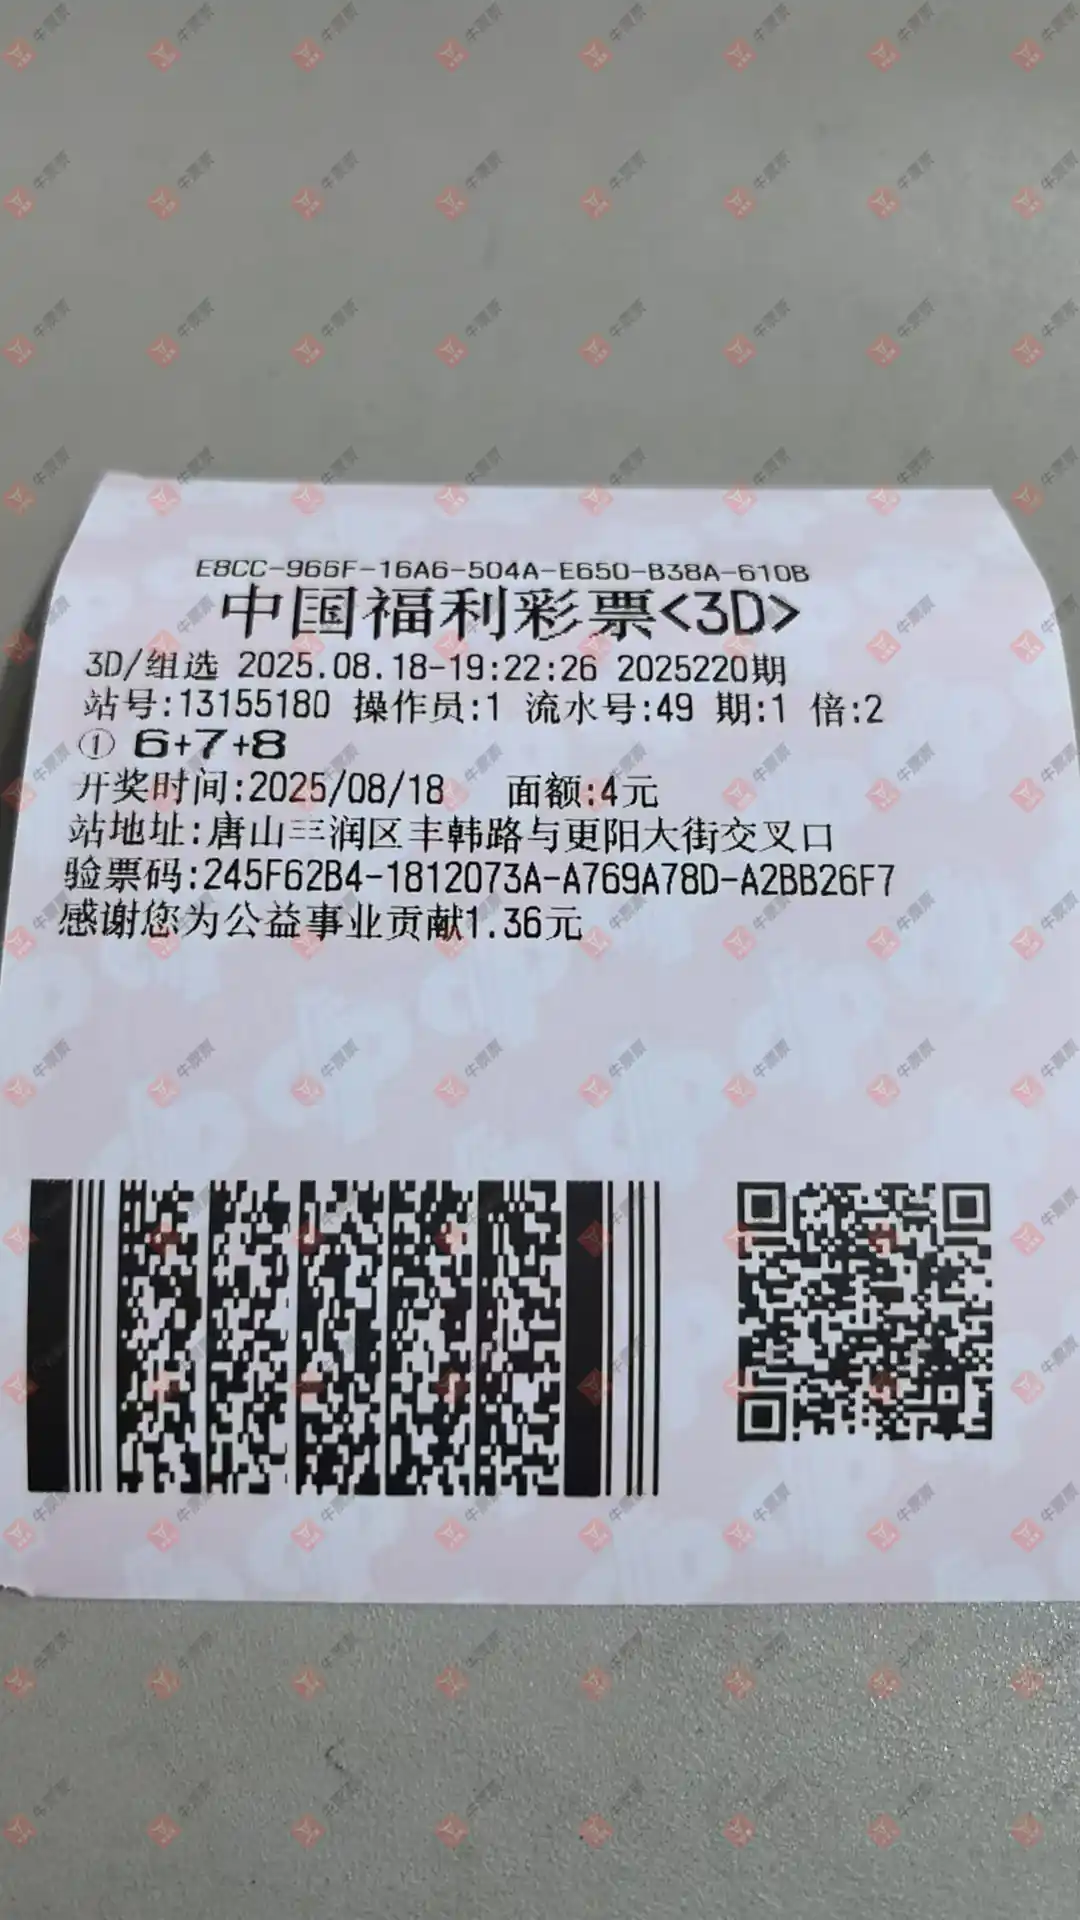 E8CC-966F-16A6-504A-E650-B38A-610B
中国福利彩票<3D>
3D/组选 2025.08.18-19:22:26 2025220期
站号:13155180 操作员:1 流水号:49 期:1 倍:2
① 6+7+8
开奖时间:2025/08/18 面额:4元
站地址:唐山丰润区丰韩路与更阳大街交叉口
验票码:245F62B4-1812073A-A769A78D-A2BB26F7
感谢您为公益事业贡献1.36元